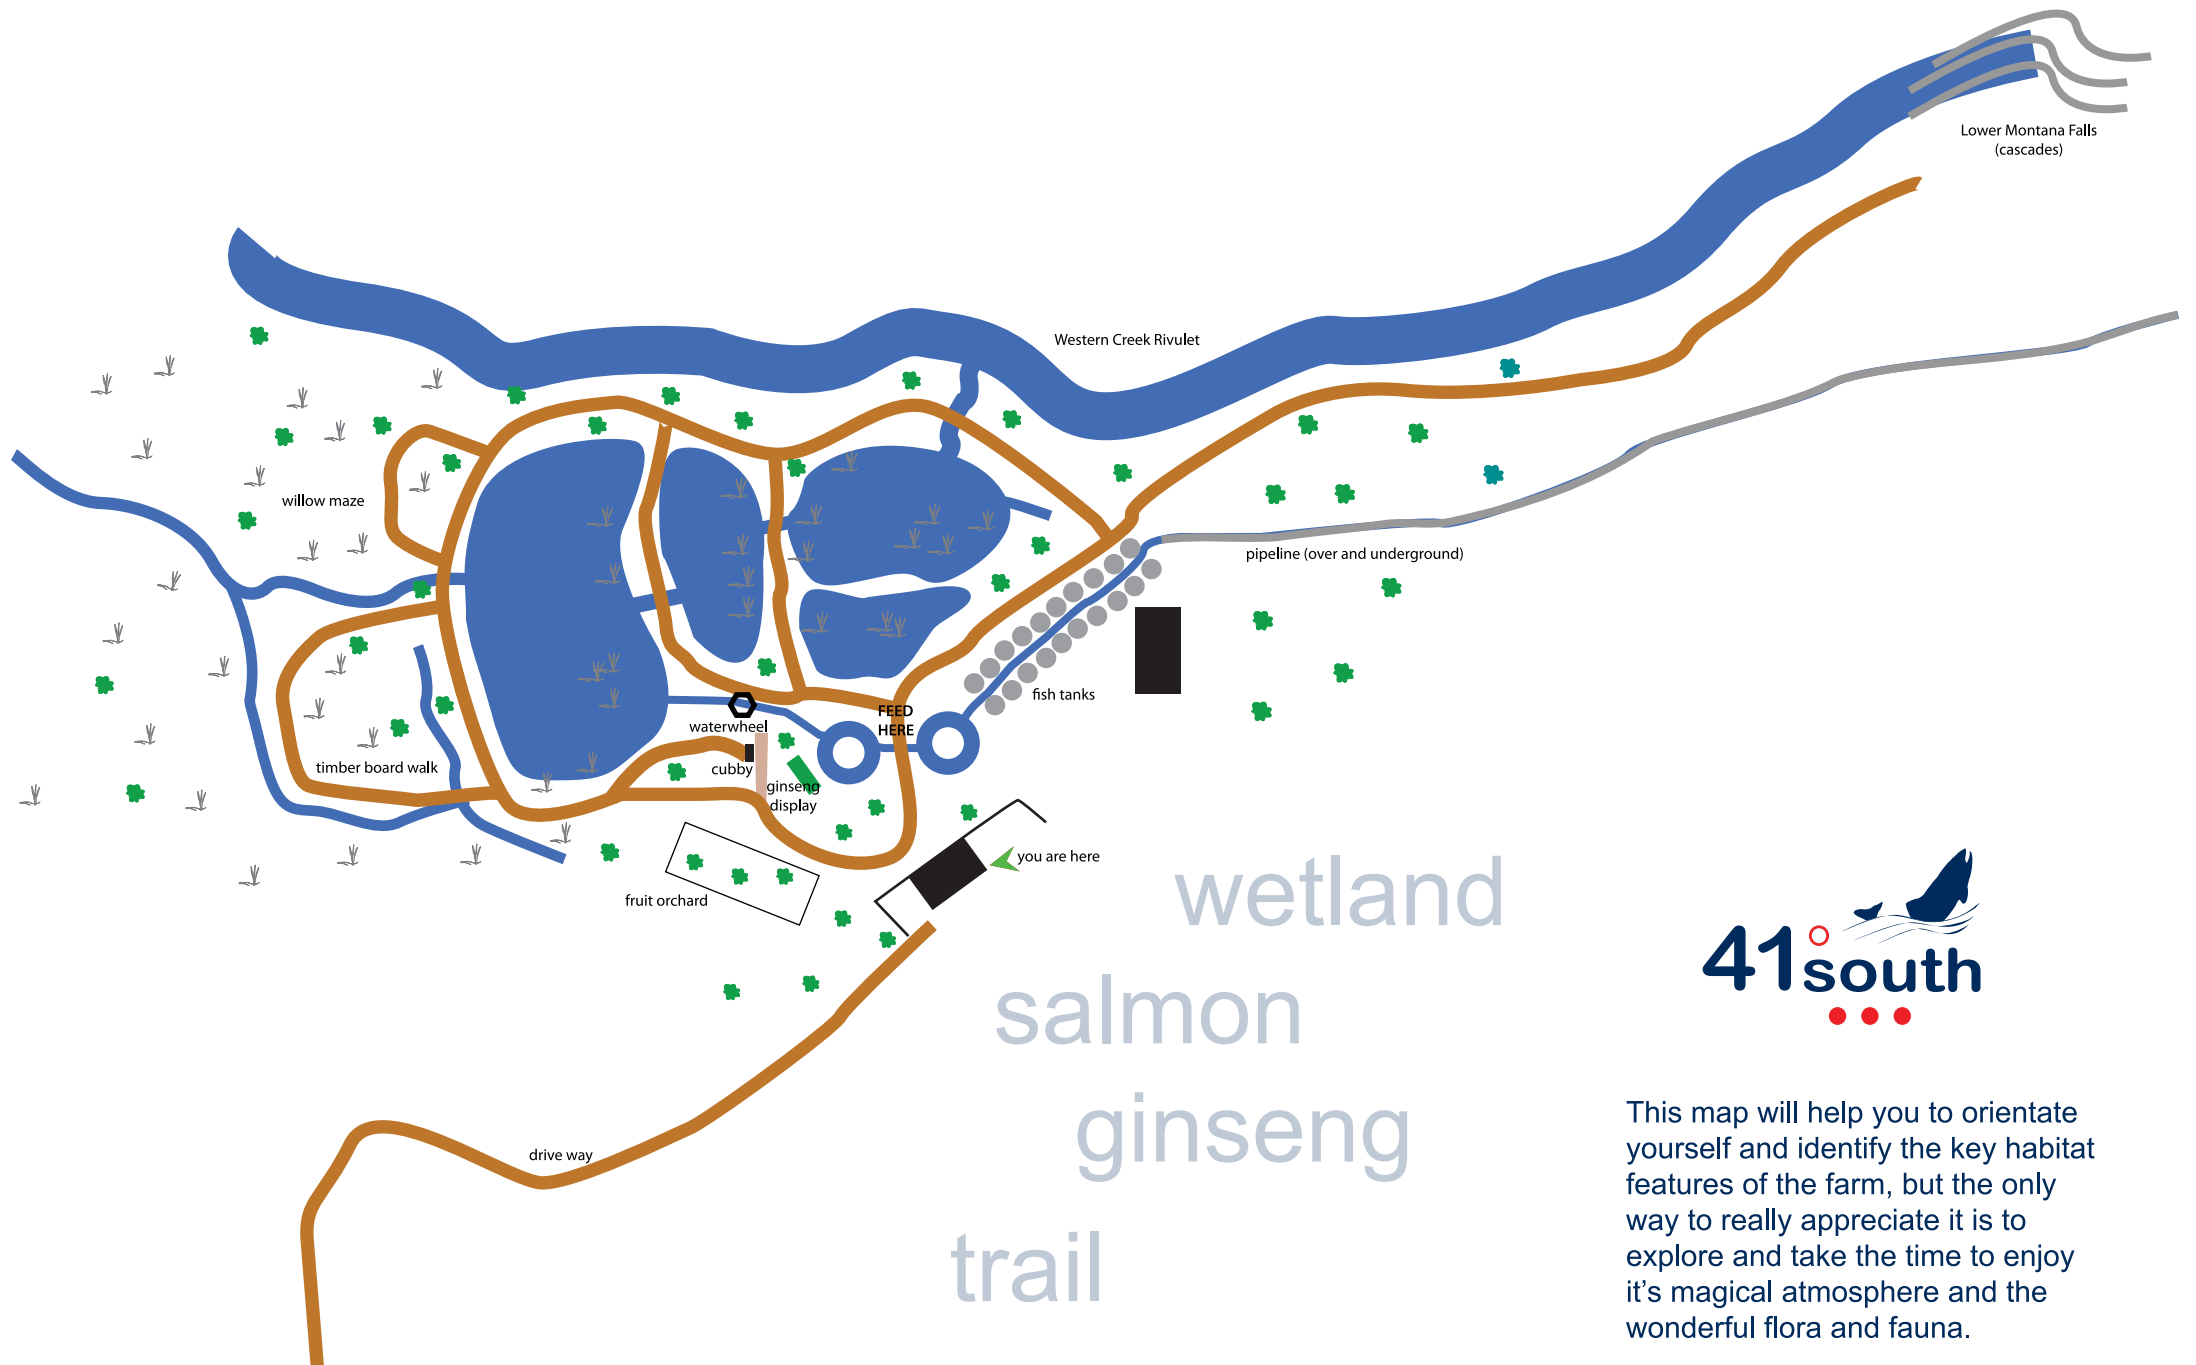 Lower Montana Falls
(cascades)
Western Creek Rivulet
willow maze
pipeline (over and underground)
fish tanks
FEED
HERE
waterwheel
cubby
timber board walk
ginseng
display
you are here
fruit orchard
drive way
wetland
salmon
ginseng
trail
41° south
This map will help you to orientate
yourself and identify the key habitat
features of the farm, but the only
way to really appreciate it is to
explore and take the time to enjoy
it’s magical atmosphere and the
wonderful flora and fauna.